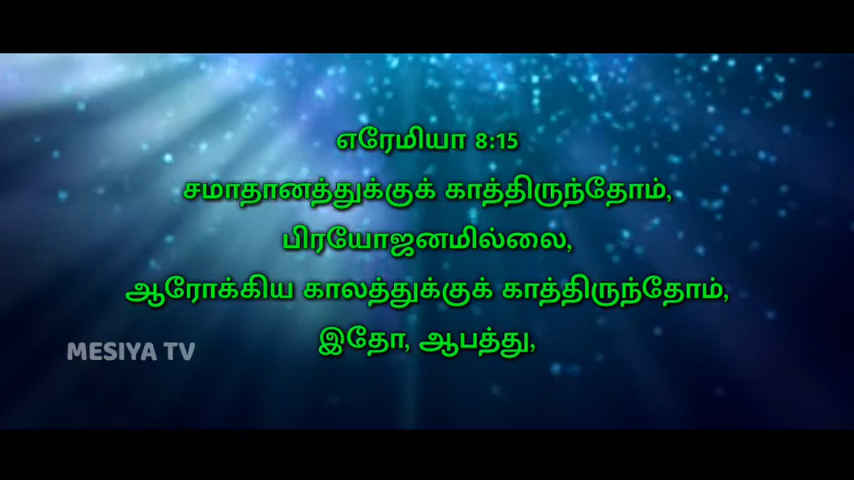 எரேமியா 8:15
சமாதானத்துக்குக் காத்திருந்தோம்,
பிரயோஜனமில்லை,
ஆரோக்கிய காலத்துக்குக் காத்திருந்தோம்,
இதோ, ஆபத்து,
MESIYA TV